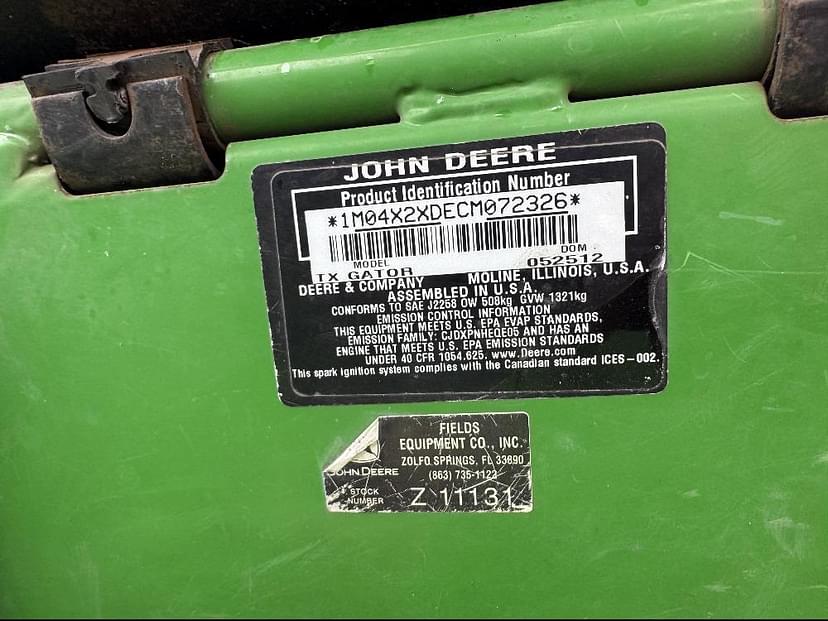 JOHN DEERE
Product Identification Number
*1M04X2XDECM072326*
MODEL DOM
TX GATOR 052512
DEERE & COMPANY MOLINE, ILLINOIS, U.S.A.
ASSEMBLED IN U.S.A.
CONFORMS TO SAE J2258 OW 508kg GVW 1321kg
EMISSION CONTROL INFORMATION
THIS EQUIPMENT MEETS U.S. EPA EVAP STANDARDS,
EMISSION FAMILY: CJDXPNHEQE05 AND HAS AN
ENGINE THAT MEETS U.S. EPA EMISSION STANDARDS
UNDER 40 CFR 1054.625. www.Deere.com
This spark ignition system complies with the Canadian standard ICES-002.
FIELDS
EQUIPMENT CO., INC.
ZOLFO SPRINGS, FL 33890
(863) 735-1122
JOHN DEERE
STOCK
NUMBER Z 11131